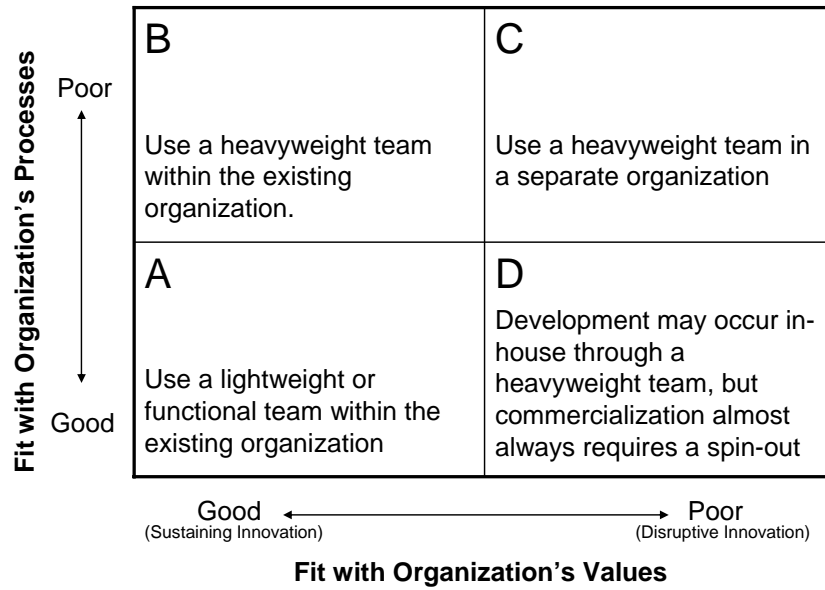 Fit with Organization's Processes
Poor
Good
B
Use a heavyweight team
within the existing
organization.
C
Use a heavyweight team in
a separate organization
A
Use a lightweight or
functional team within the
existing organization
D
Development may occur in-
house through a
heavyweight team, but
commercialization almost
always requires a spin-out
Good
(Sustaining Innovation)
Poor
(Disruptive Innovation)
Fit with Organization's Values